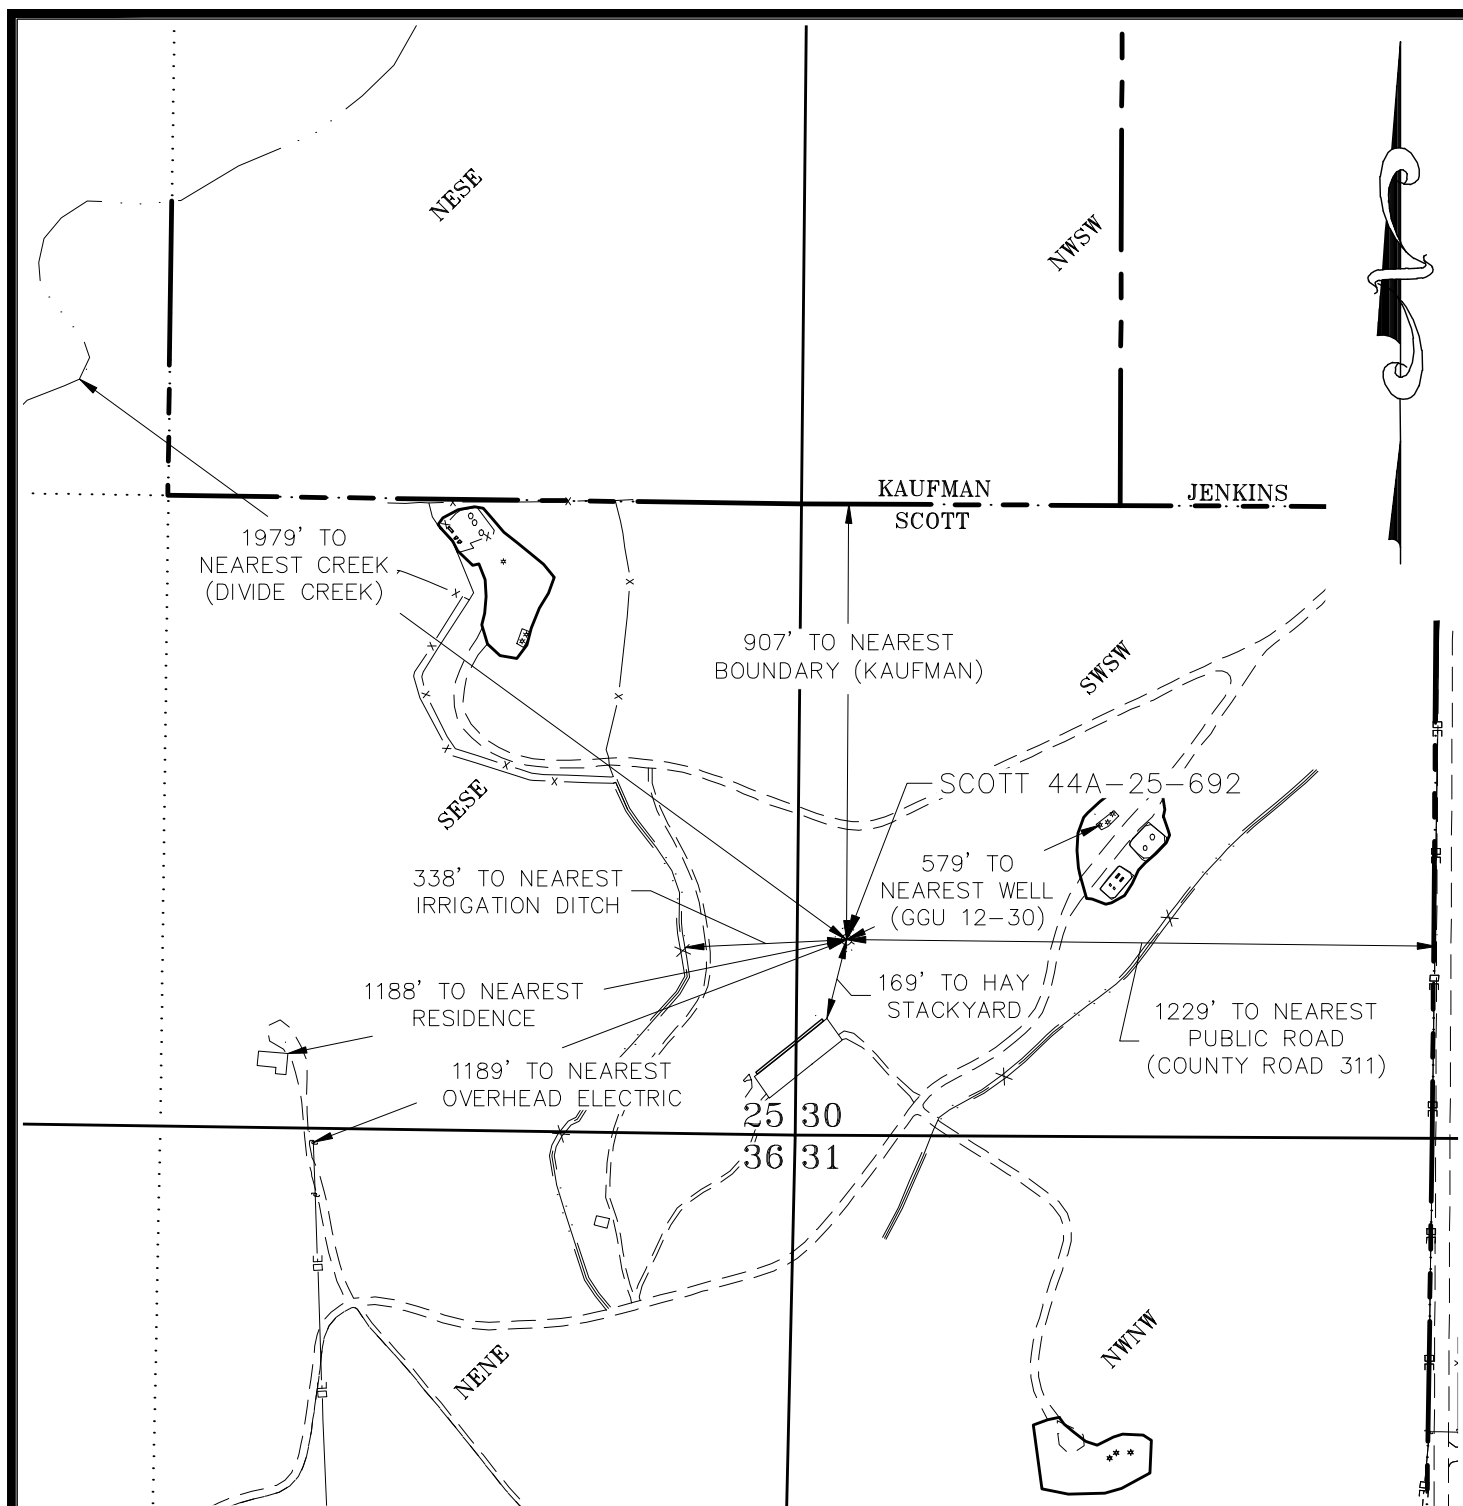 NESE
NWSW
KAUFMAN
JENKINS
SCOTT
1979' TO
NEAREST CREEK
(DIVIDE CREEK)
907' TO NEAREST
BOUNDARY (KAUFMAN)
SWSW
SCOTT 44A-25-692
SESE
579' TO
NEAREST WELL
(GGU 12-30)
338' TO NEAREST
IRRIGATION DITCH
169' TO HAY
STACKYARD
1188' TO NEAREST
RESIDENCE
1229' TO NEAREST
PUBLIC ROAD
(COUNTY ROAD 311)
1189' TO NEAREST
OVERHEAD ELECTRIC
25 30
36 31
OE
OE
NENE
NWNW